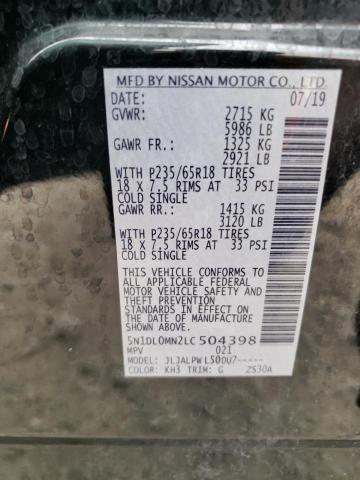 MFD BY NISSAN MOTOR CO., LTD.
DATE: 07/19
GVWR: 2715 KG
5986 LB
GAWR FR.: 1325 KG
2921 LB
WITH P235/65R18 TIRES
18 X 7.5 RIMS AT 33 PSI
COLD SINGLE
GAWR RR.: 1415 KG
3120 LB
WITH P235/65R18 TIRES
18 X 7.5 RIMS AT 33 PSI
COLD SINGLE
THIS VEHICLE CONFORMS TO
ALL APPLICABLE FEDERAL
MOTOR VEHICLE SAFETY
AND THEFT PREVENTION
STANDARDS IN EFFECT
ON THE DATE OF
MANUFACTURE SHOWN
ABOVE.
5N1DL0MN2LC504398
MPV 021
MODEL: JLJALPWL50DU7-----
COLOR: KH3 TRIM: G 2S30A